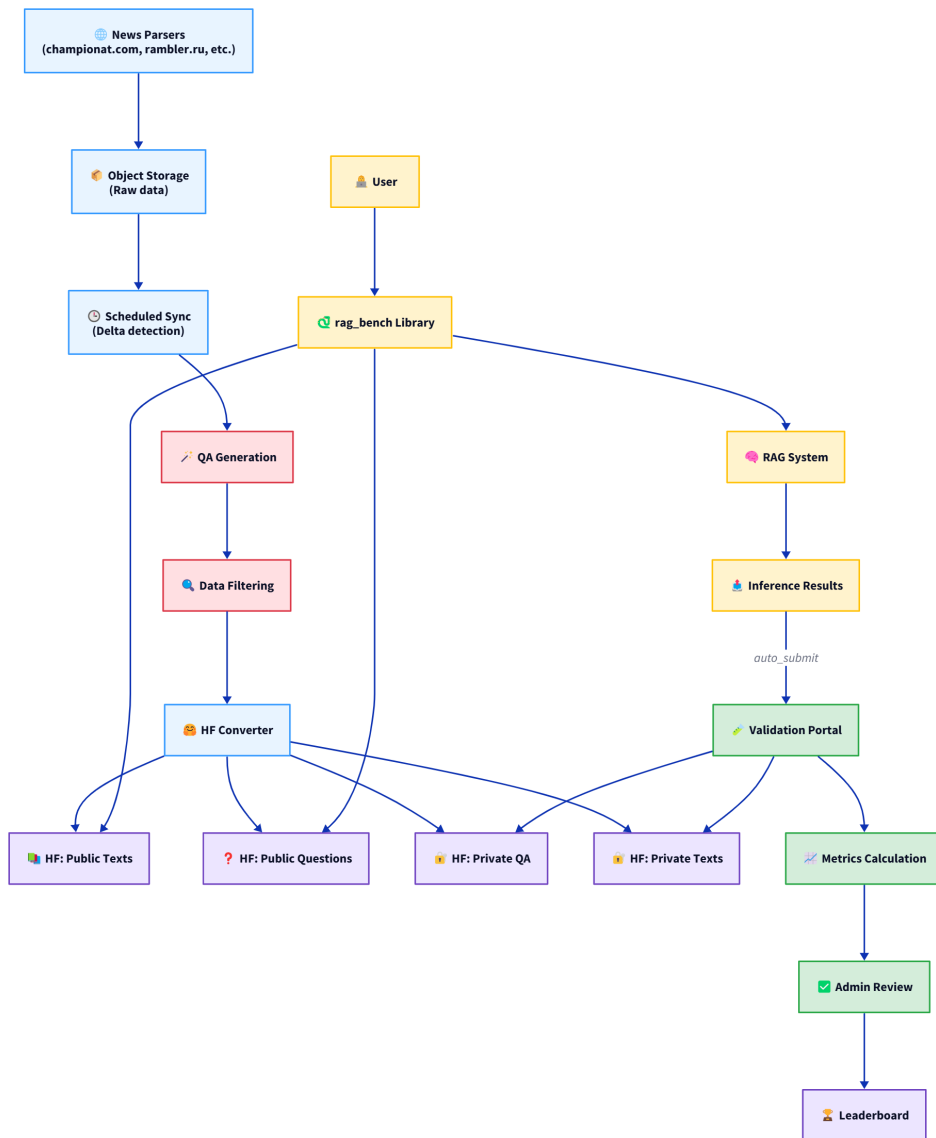 News Parsers
(championat.com, rambler.ru, etc.)
Object Storage
(Raw data)
User
Scheduled Sync
(Delta detection)
rag_bench Library
QA Generation
RAG System
Data Filtering
Inference Results
auto_submit
HF Converter
Validation Portal
HF: Public Texts
HF: Public Questions
HF: Private QA
HF: Private Texts
Metrics Calculation
Admin Review
Leaderboard